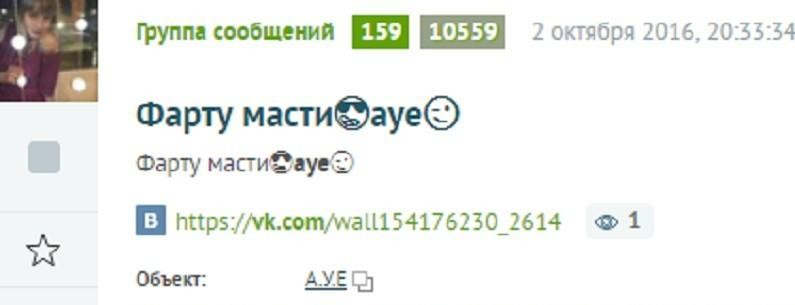 Группа сообщений 159 10559 2 октября 2016, 20:33:34
Фарту масти😎ауе😉
Фарту масти😎ауе😉
B https://vk.com/wall154176230_2614 1
Объект: А.У.Е